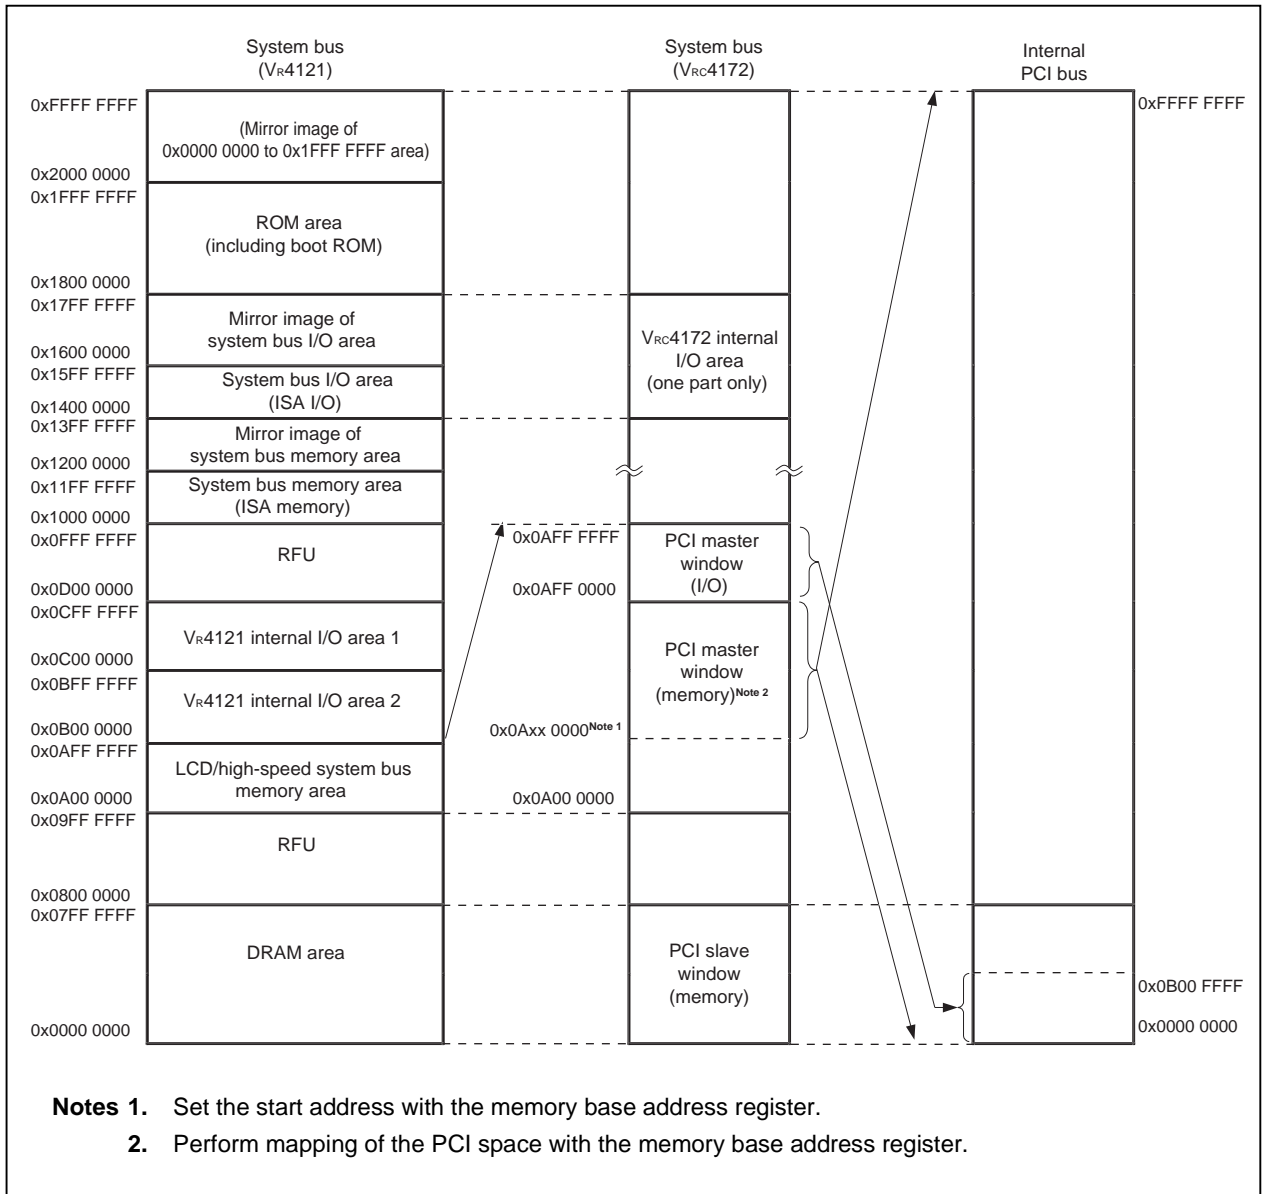 System bus
(VR4121)
System bus
(VRC4172)
Internal
PCI bus
0xFFFF FFFF
(Mirror image of
0x0000 0000 to 0x1FFF FFFF area)
0x2000 0000
0x1FFF FFFF
ROM area
(including boot ROM)
0x1800 0000
0x17FF FFFF
Mirror image of
system bus I/O area
0x1600 0000
0x15FF FFFF
System bus I/O area
(ISA I/O)
0x1400 0000
0x13FF FFFF
Mirror image of
system bus memory area
0x1200 0000
0x11FF FFFF
System bus memory area
(ISA memory)
0x1000 0000
0x0FFF FFFF
RFU
0x0D00 0000
0x0CFF FFFF
VR4121 internal I/O area 1
0x0C00 0000
0x0BFF FFFF
VR4121 internal I/O area 2
0x0B00 0000
0x0AFF FFFF
LCD/high-speed system bus
memory area
0x0A00 0000
0x09FF FFFF
RFU
0x0800 0000
0x07FF FFFF
DRAM area
0x0000 0000
VRC4172 internal
I/O area
(one part only)
0x0AFF FFFF
PCI master
window
(I/O)
0x0AFF 0000
PCI master
window
(memory)Note 2
0x0Axx 0000Note 1
0x0A00 0000
PCI slave
window
(memory)
0xFFFF FFFF
0x0B00 FFFF
0x0000 0000
Notes 1. Set the start address with the memory base address register.
2. Perform mapping of the PCI space with the memory base address register.